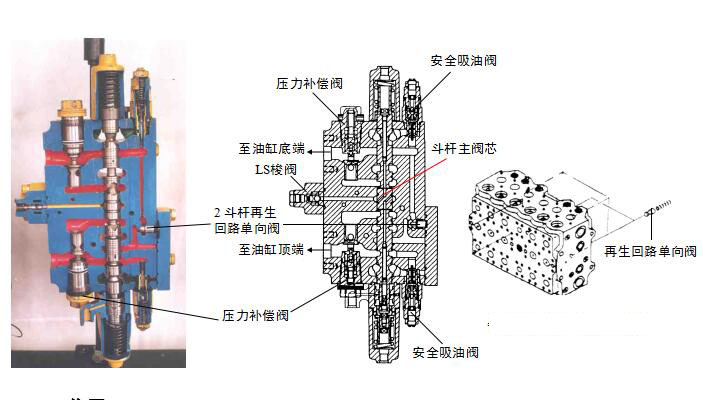 安全吸油阀
压力补偿阀
至油缸底端
斗杆主阀芯
LS梭阀
2 斗杆再生
回路单向阀
至油缸顶端
再生回路单向阀
压力补偿阀
安全吸油阀